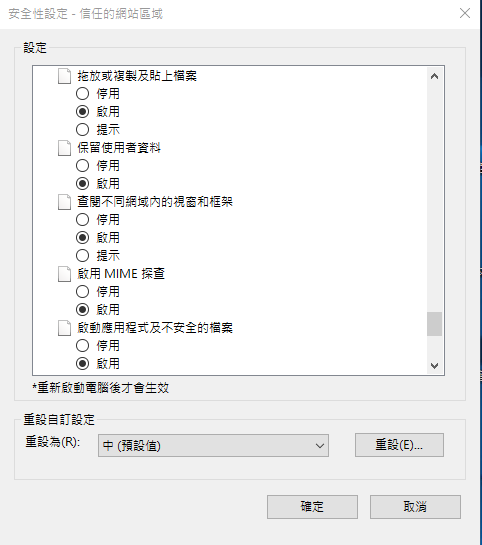 安全性設定 - 信任的網站區域
設定
拖放或複製及貼上檔案
停用
啟用
提示
保留使用者資料
停用
啟用
查閱不同網域內的視窗和框架
停用
啟用
提示
啟用 MIME 探查
停用
啟用
啟動應用程式及不安全的檔案
停用
啟用
*重新啟動電腦後才會生效
重設自訂設定
重設為(R): 中 (預設值) 重設(E)...
確定 取消